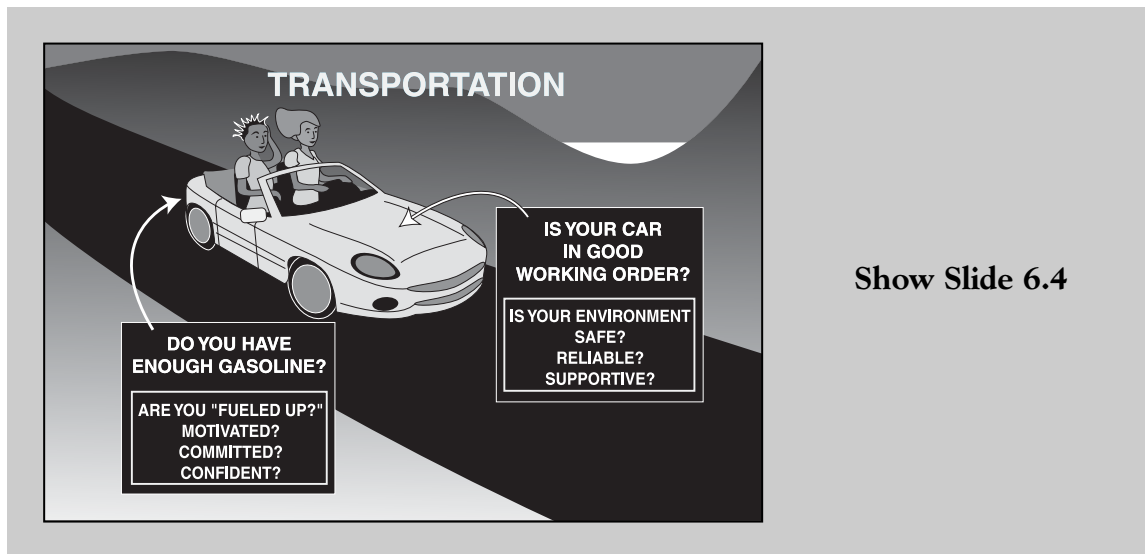 TRANSPORTATION
IS YOUR CAR
IN GOOD
WORKING ORDER?
IS YOUR ENVIRONMENT
SAFE?
RELIABLE?
SUPPORTIVE?
DO YOU HAVE
ENOUGH GASOLINE?
ARE YOU "FUELED UP?"
MOTIVATED?
COMMITTED?
CONFIDENT?
Show Slide 6.4